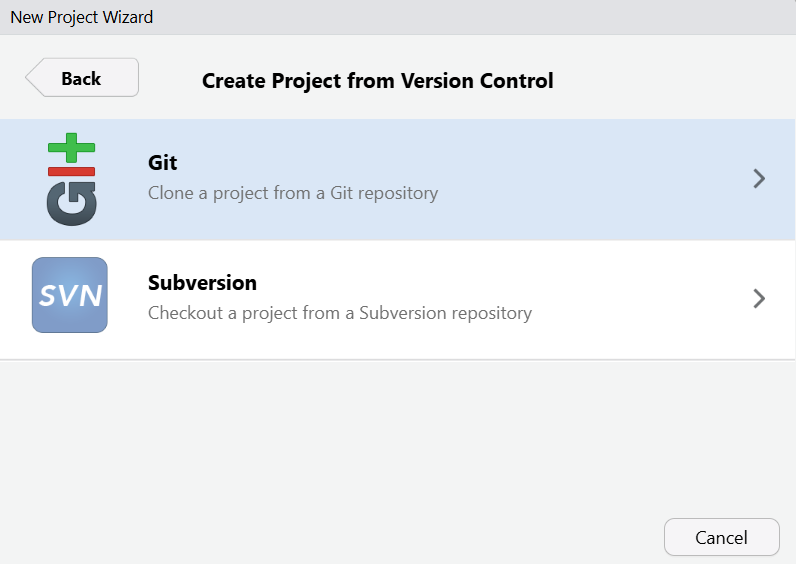 New Project Wizard
Back
Create Project from Version Control
Git
Clone a project from a Git repository
git
SVN
Subversion
Checkout a project from a Subversion repository
Cancel